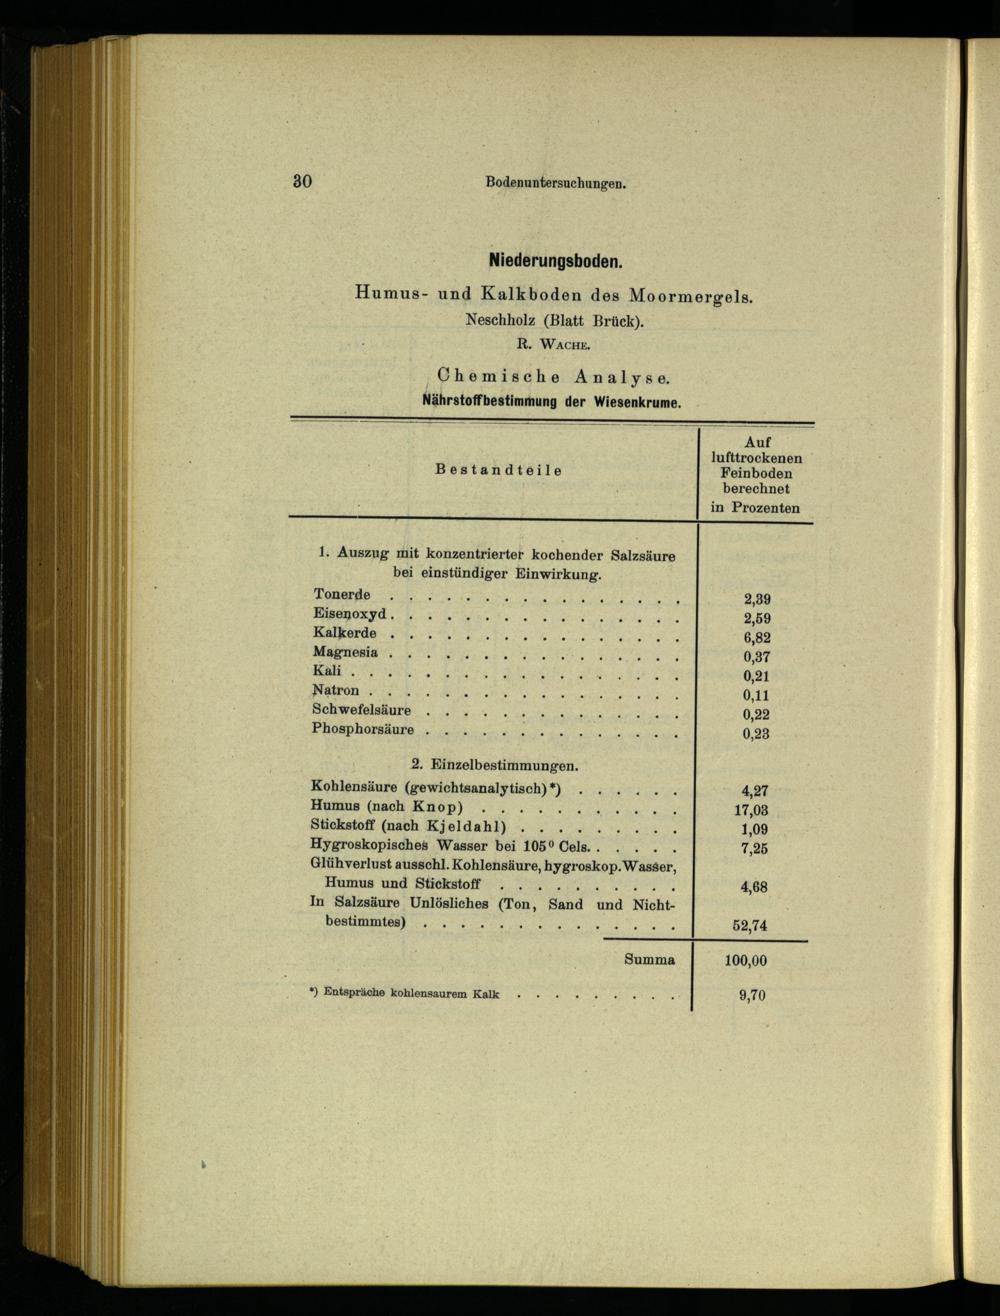 30 Bodenuntersuchungen.
Niederungsboden.
Humus- und Kalkboden des Moormergels.
Neschholz (Blatt Brück).
R. WACHE.
Chemische Analyse.
Nährstoffbestimmung der Wiesenkrume.
Bestandteile
Auf
lufttrockenen
Feinboden
berechnet
in Prozenten
1. Auszug mit konzentrierter kochender Salzsäure
bei einstündiger Einwirkung.
Tonerde . . . . . . . . . . . . . . . . 2,39
Eisenoxyd . . . . . . . . . . . . . . . . 2,59
Kalkerde . . . . . . . . . . . . . . . . 6,82
Magnesia . . . . . . . . . . . . . . . . 0,37
Kali . . . . . . . . . . . . . . . . . . 0,21
Natron . . . . . . . . . . . . . . . . . 0,11
Schwefelsäure . . . . . . . . . . . . . . 0,22
Phosphorsäure . . . . . . . . . . . . . . 0,23
2. Einzelbestimmungen.
Kohlensäure (gewichtsanalytisch)*) . . . . . . 4,27
Humus (nach Knop) . . . . . . . . . . . 17,03
Stickstoff (nach Kjeldahl) . . . . . . . . . 1,09
Hygroskopisches Wasser bei 105⁰ Cels. . . . . . 7,25
Glühverlust ausschl. Kohlensäure, hygroskop. Wasser,
Humus und Stickstoff . . . . . . . . . . 4,68
In Salzsäure Unlösliches (Ton, Sand und Nicht-
bestimmtes) . . . . . . . . . . . . . . 52,74
Summa 100,00
*) Entspräche kohlensaurem Kalk . . . . . . . . . 9,70